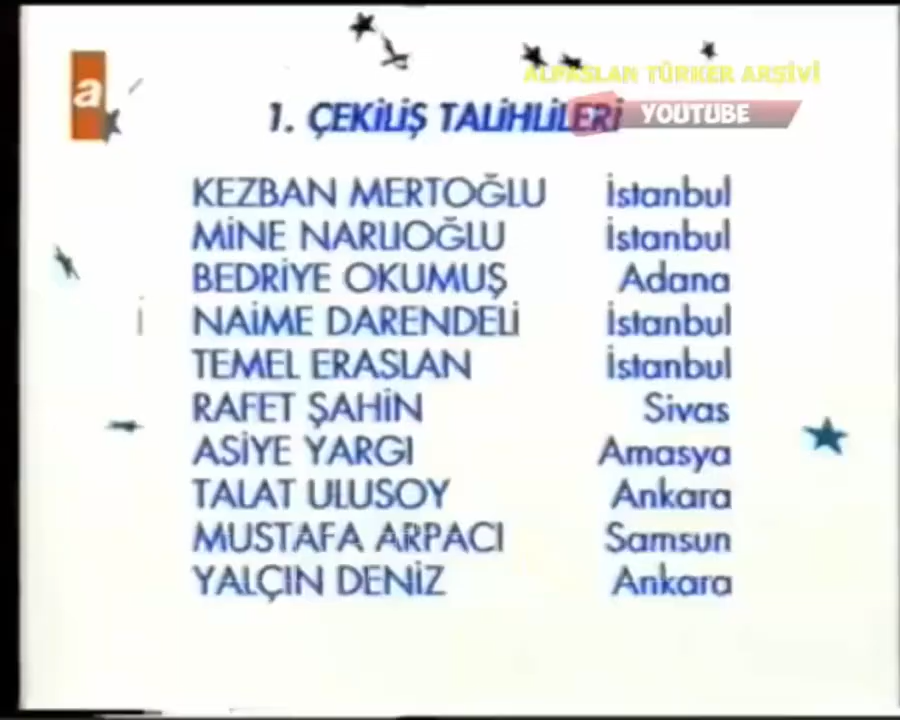 a
ALPASLAN TÜRKER ARŞİVİ
YOUTUBE
1. ÇEKİLİŞ TALİHLİLERİ
KEZBAN MERTOĞLU İstanbul
MİNE NARLIOĞLU İstanbul
BEDRİYE OKUMUŞ Adana
İ NAİME DARENDELİ İstanbul
TEMEL ERASLAN İstanbul
RAFET ŞAHİN Sivas
ASİYE YARGI Amasya
TALAT ULUSOY Ankara
MUSTAFA ARPACI Samsun
YALÇIN DENİZ Ankara